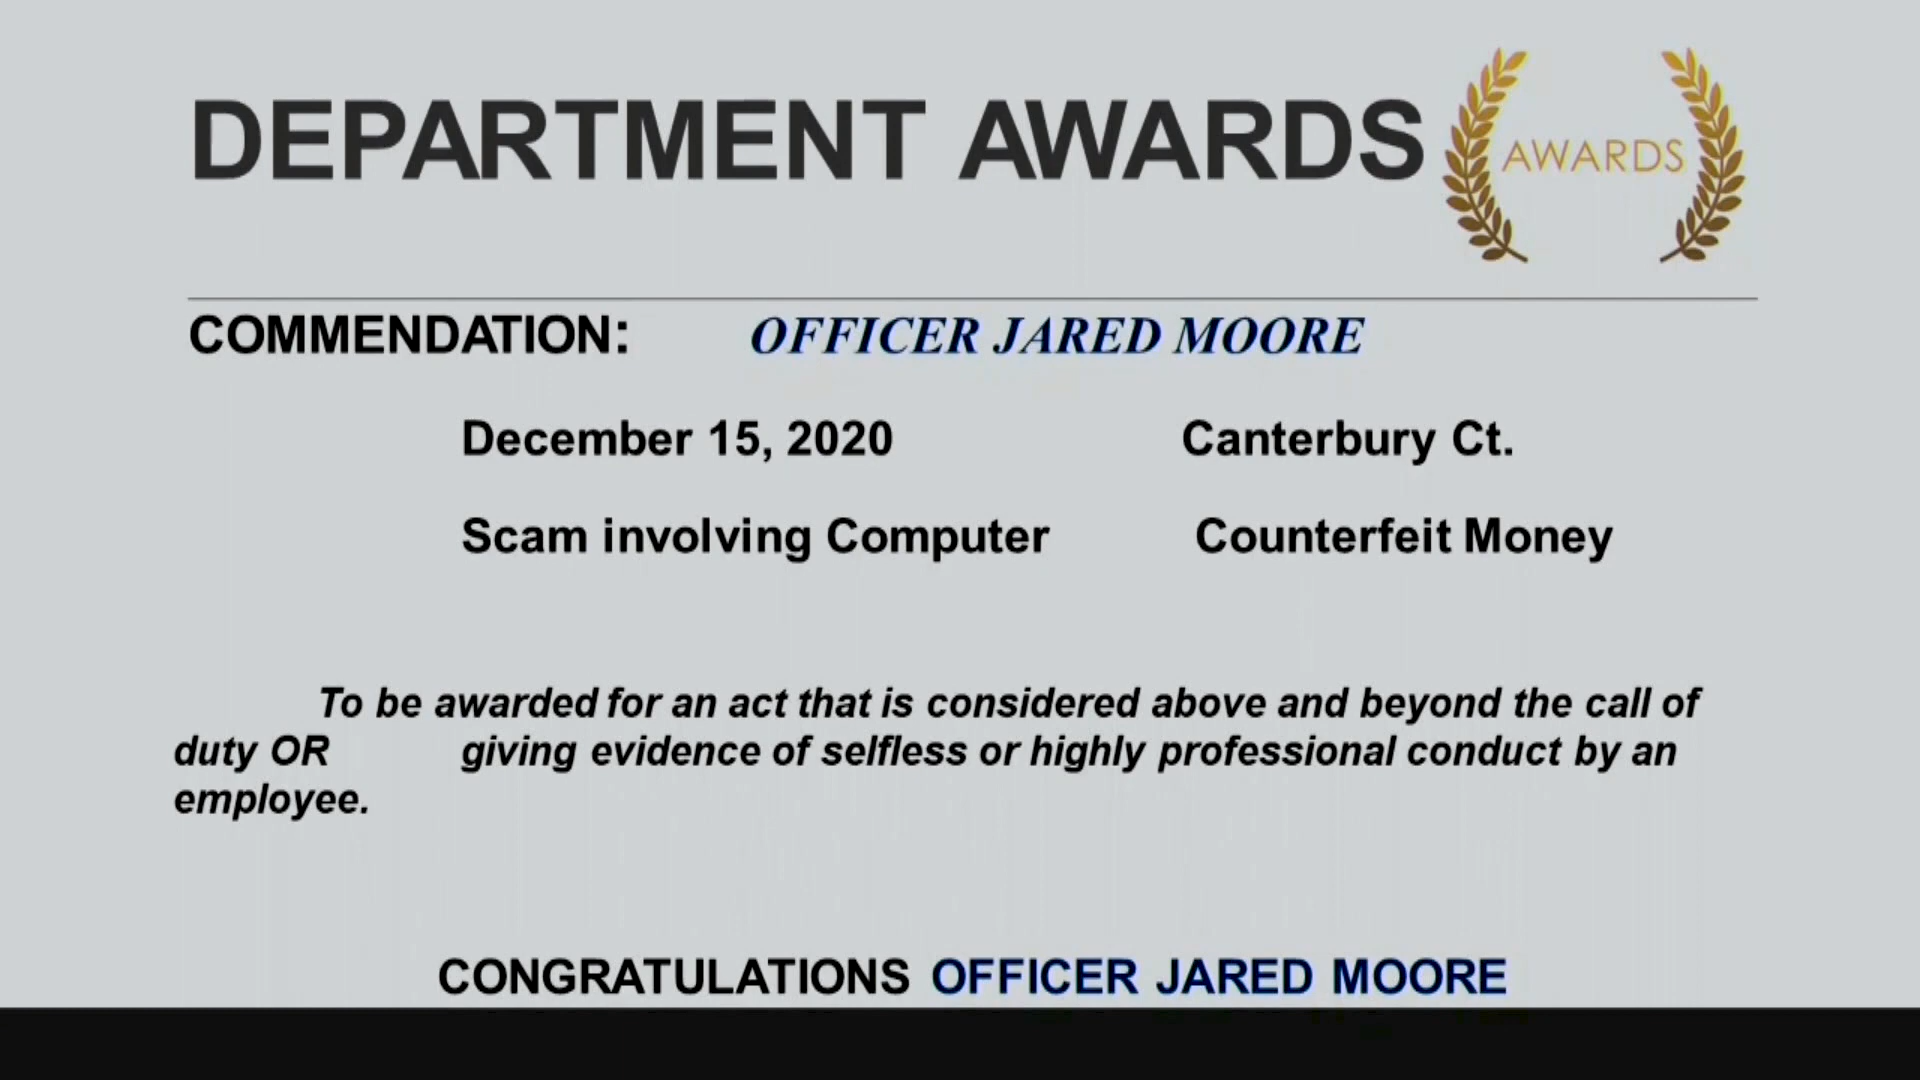 DEPARTMENT AWARDS
AWARDS
COMMENDATION: OFFICER JARED MOORE
December 15, 2020 Canterbury Ct.
Scam involving Computer Counterfeit Money
To be awarded for an act that is considered above and beyond the call of
duty OR giving evidence of selfless or highly professional conduct by an
employee.
CONGRATULATIONS OFFICER JARED MOORE